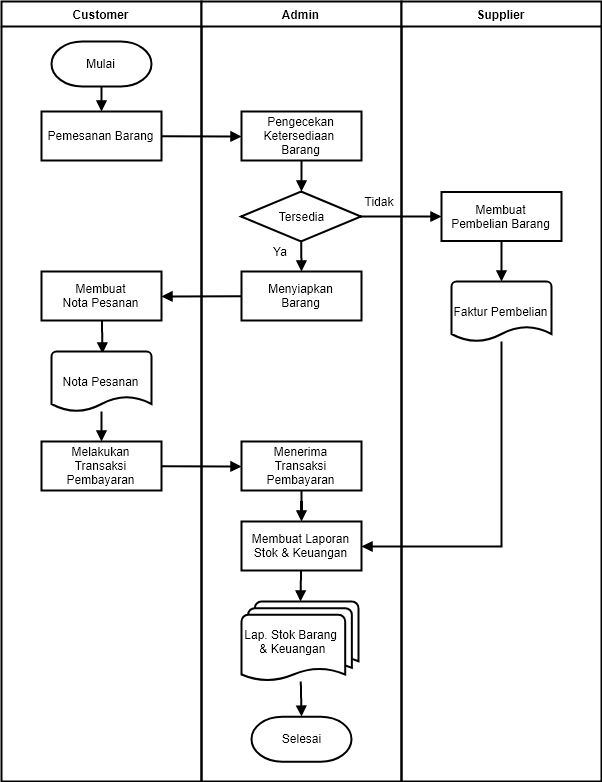 Customer
Admin
Supplier
Mulai
Pemesanan Barang
Pengecekan
Ketersediaan
Barang
Tersedia
Tidak
Membuat
Pembelian Barang
Ya
Membuat
Nota Pesanan
Menyiapkan
Barang
Faktur Pembelian
Nota Pesanan
Melakukan
Transaksi
Pembayaran
Menerima
Transaksi
Pembayaran
Membuat Laporan
Stok & Keuangan
Lap. Stok Barang
& Keuangan
Selesai